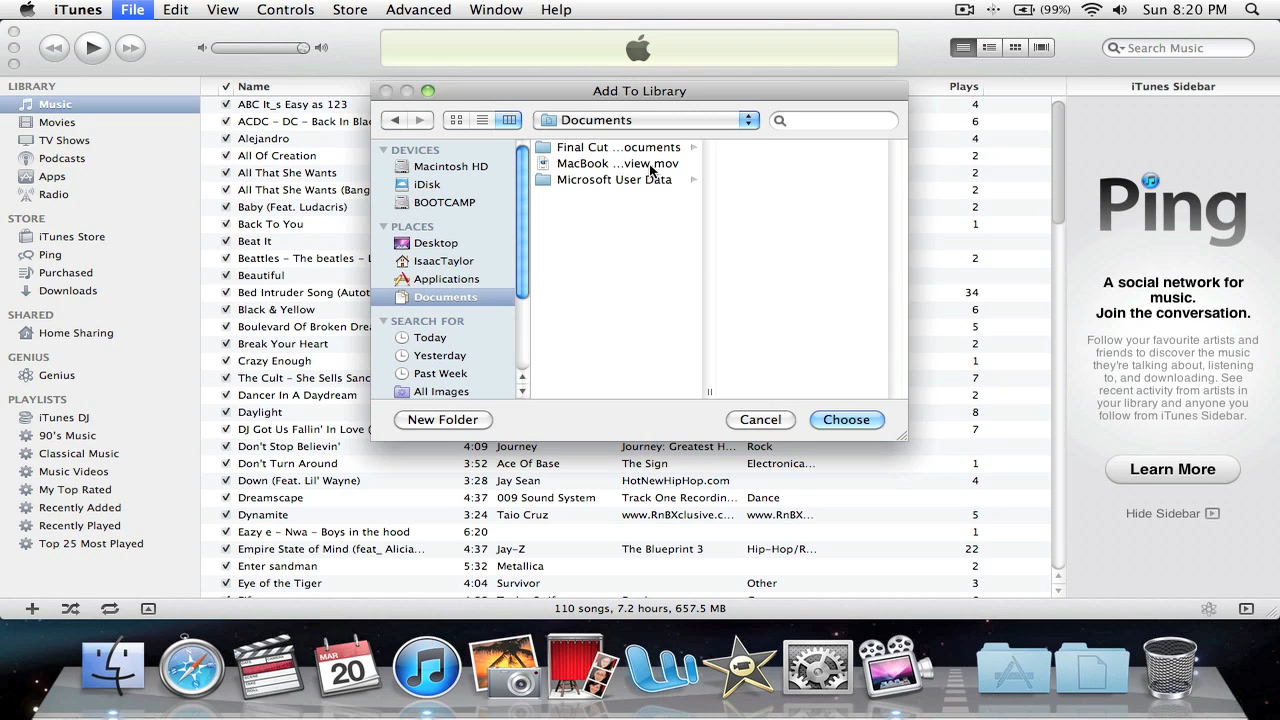 iTunes File Edit View Controls Store Advanced Window Help (99%) Sun 8:20 PM
Search Music
LIBRARY
Music
Movies
TV Shows
Podcasts
Apps
Radio
STORE
iTunes Store
Ping
Purchased
Downloads
SHARED
Home Sharing
GENIUS
Genius
PLAYLISTS
iTunes DJ
90's Music
Classical Music
Music Videos
My Top Rated
Recently Added
Recently Played
Top 25 Most Played
Name Plays
ABC It_s Easy as 123 4
ACDC - DC - Back In Blac 6
Alejandro 4
All Of Creation 2
All That She Wants 2
All That She Wants (Bang 2
Baby (Feat. Ludacris) 2
Back To You 1
Beat It
Beattles - The beatles - L 2
Beautiful
Bed Intruder Song (Autot 34
Black & Yellow 6
Boulevard Of Broken Drea 5
Break Your Heart 2
Crazy Enough 1
The Cult - She Sells Sanc 7
Dancer In A Daydream 2
Daylight 8
DJ Got Us Fallin' In Love ( 7
Don't Stop Believin' 4:09 Journey Journey: Greatest H... Rock
Don't Turn Around 3:52 Ace Of Base The Sign Electronica... 1
Down (Feat. Lil' Wayne) 3:28 Jay Sean HotNewHipHop.com 4
Dreamscape 4:37 009 Sound System Track One Recordin... Dance
Dynamite 3:24 Taio Cruz www.RnBXclusive.c... www.RnBX... 5
Eazy e - Nwa - Boys in the hood 6:20 1
Empire State of Mind (feat_ Alicia... 4:37 Jay-Z The Blueprint 3 Hip-Hop/R... 22
Enter sandman 5:32 Metallica 2
Eye of the Tiger 4:04 Survivor Other 3
110 songs, 7.2 hours, 657.5 MB
Add To Library
Documents
DEVICES
Macintosh HD
iDisk
BOOTCAMP
PLACES
Desktop
IsaacTaylor
Applications
Documents
SEARCH FOR
Today
Yesterday
Past Week
All Images
Final Cut ...ocuments
MacBook ...view.mov
Microsoft User Data
New Folder Cancel Choose
iTunes Sidebar
Ping
A social network for
music.
Join the conversation.
Follow your favourite artists and
friends to discover the music
they're talking about, listening
to, and downloading. See
recent activity from artists in
your library and anyone you
follow from iTunes Sidebar.
Learn More
Hide Sidebar
MAR
20